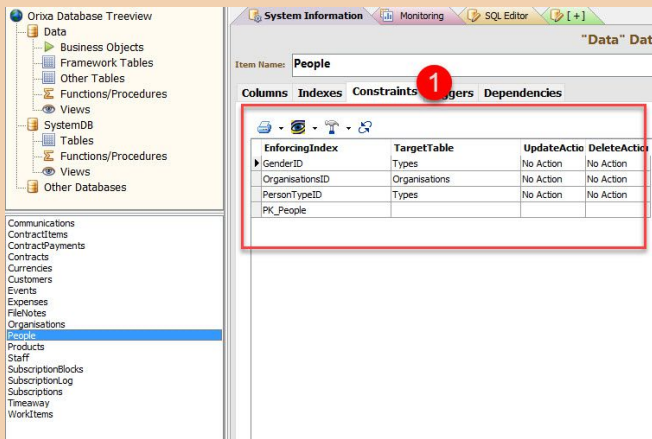 Orixa Database Treeview
Data
Business Objects
Framework Tables
Other Tables
Functions/Procedures
Views
SystemDB
Tables
Functions/Procedures
Views
Other Databases
Communications
ContractItems
ContractPayments
Contracts
Currencies
Customers
Events
Expenses
FileNotes
Organisations
People
Products
Staff
SubscriptionBlocks
SubscriptionLog
Subscriptions
Timeaway
WorkItems
System Information Monitoring SQL Editor [+]
"Data" Dat
Item Name: People
1
Columns Indexes Constraints ggers Dependencies
EnforcingIndex TargetTable UpdateActio DeleteAction
GenderID Types No Action No Action
OrganisationsID Organisations No Action No Action
PersonTypeID Types No Action No Action
PK_People